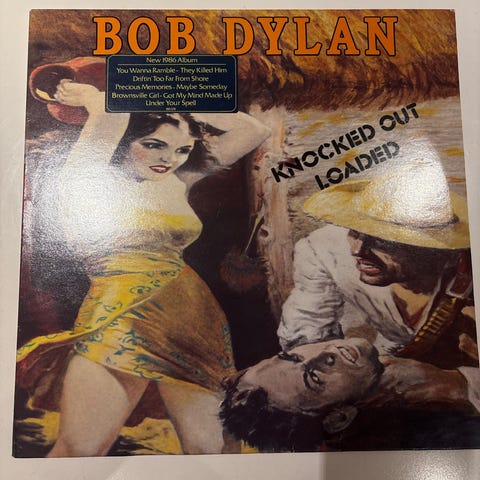 BOB DYLAN
New 1986 Album
You Wanna Ramble - They Killed Him
Driftin' Too Far From Shore
Precious Memories - Maybe Someday
Brownsville Girl - Got My Mind Made Up
Under Your Spell
KNOCKED OUT
LOADED